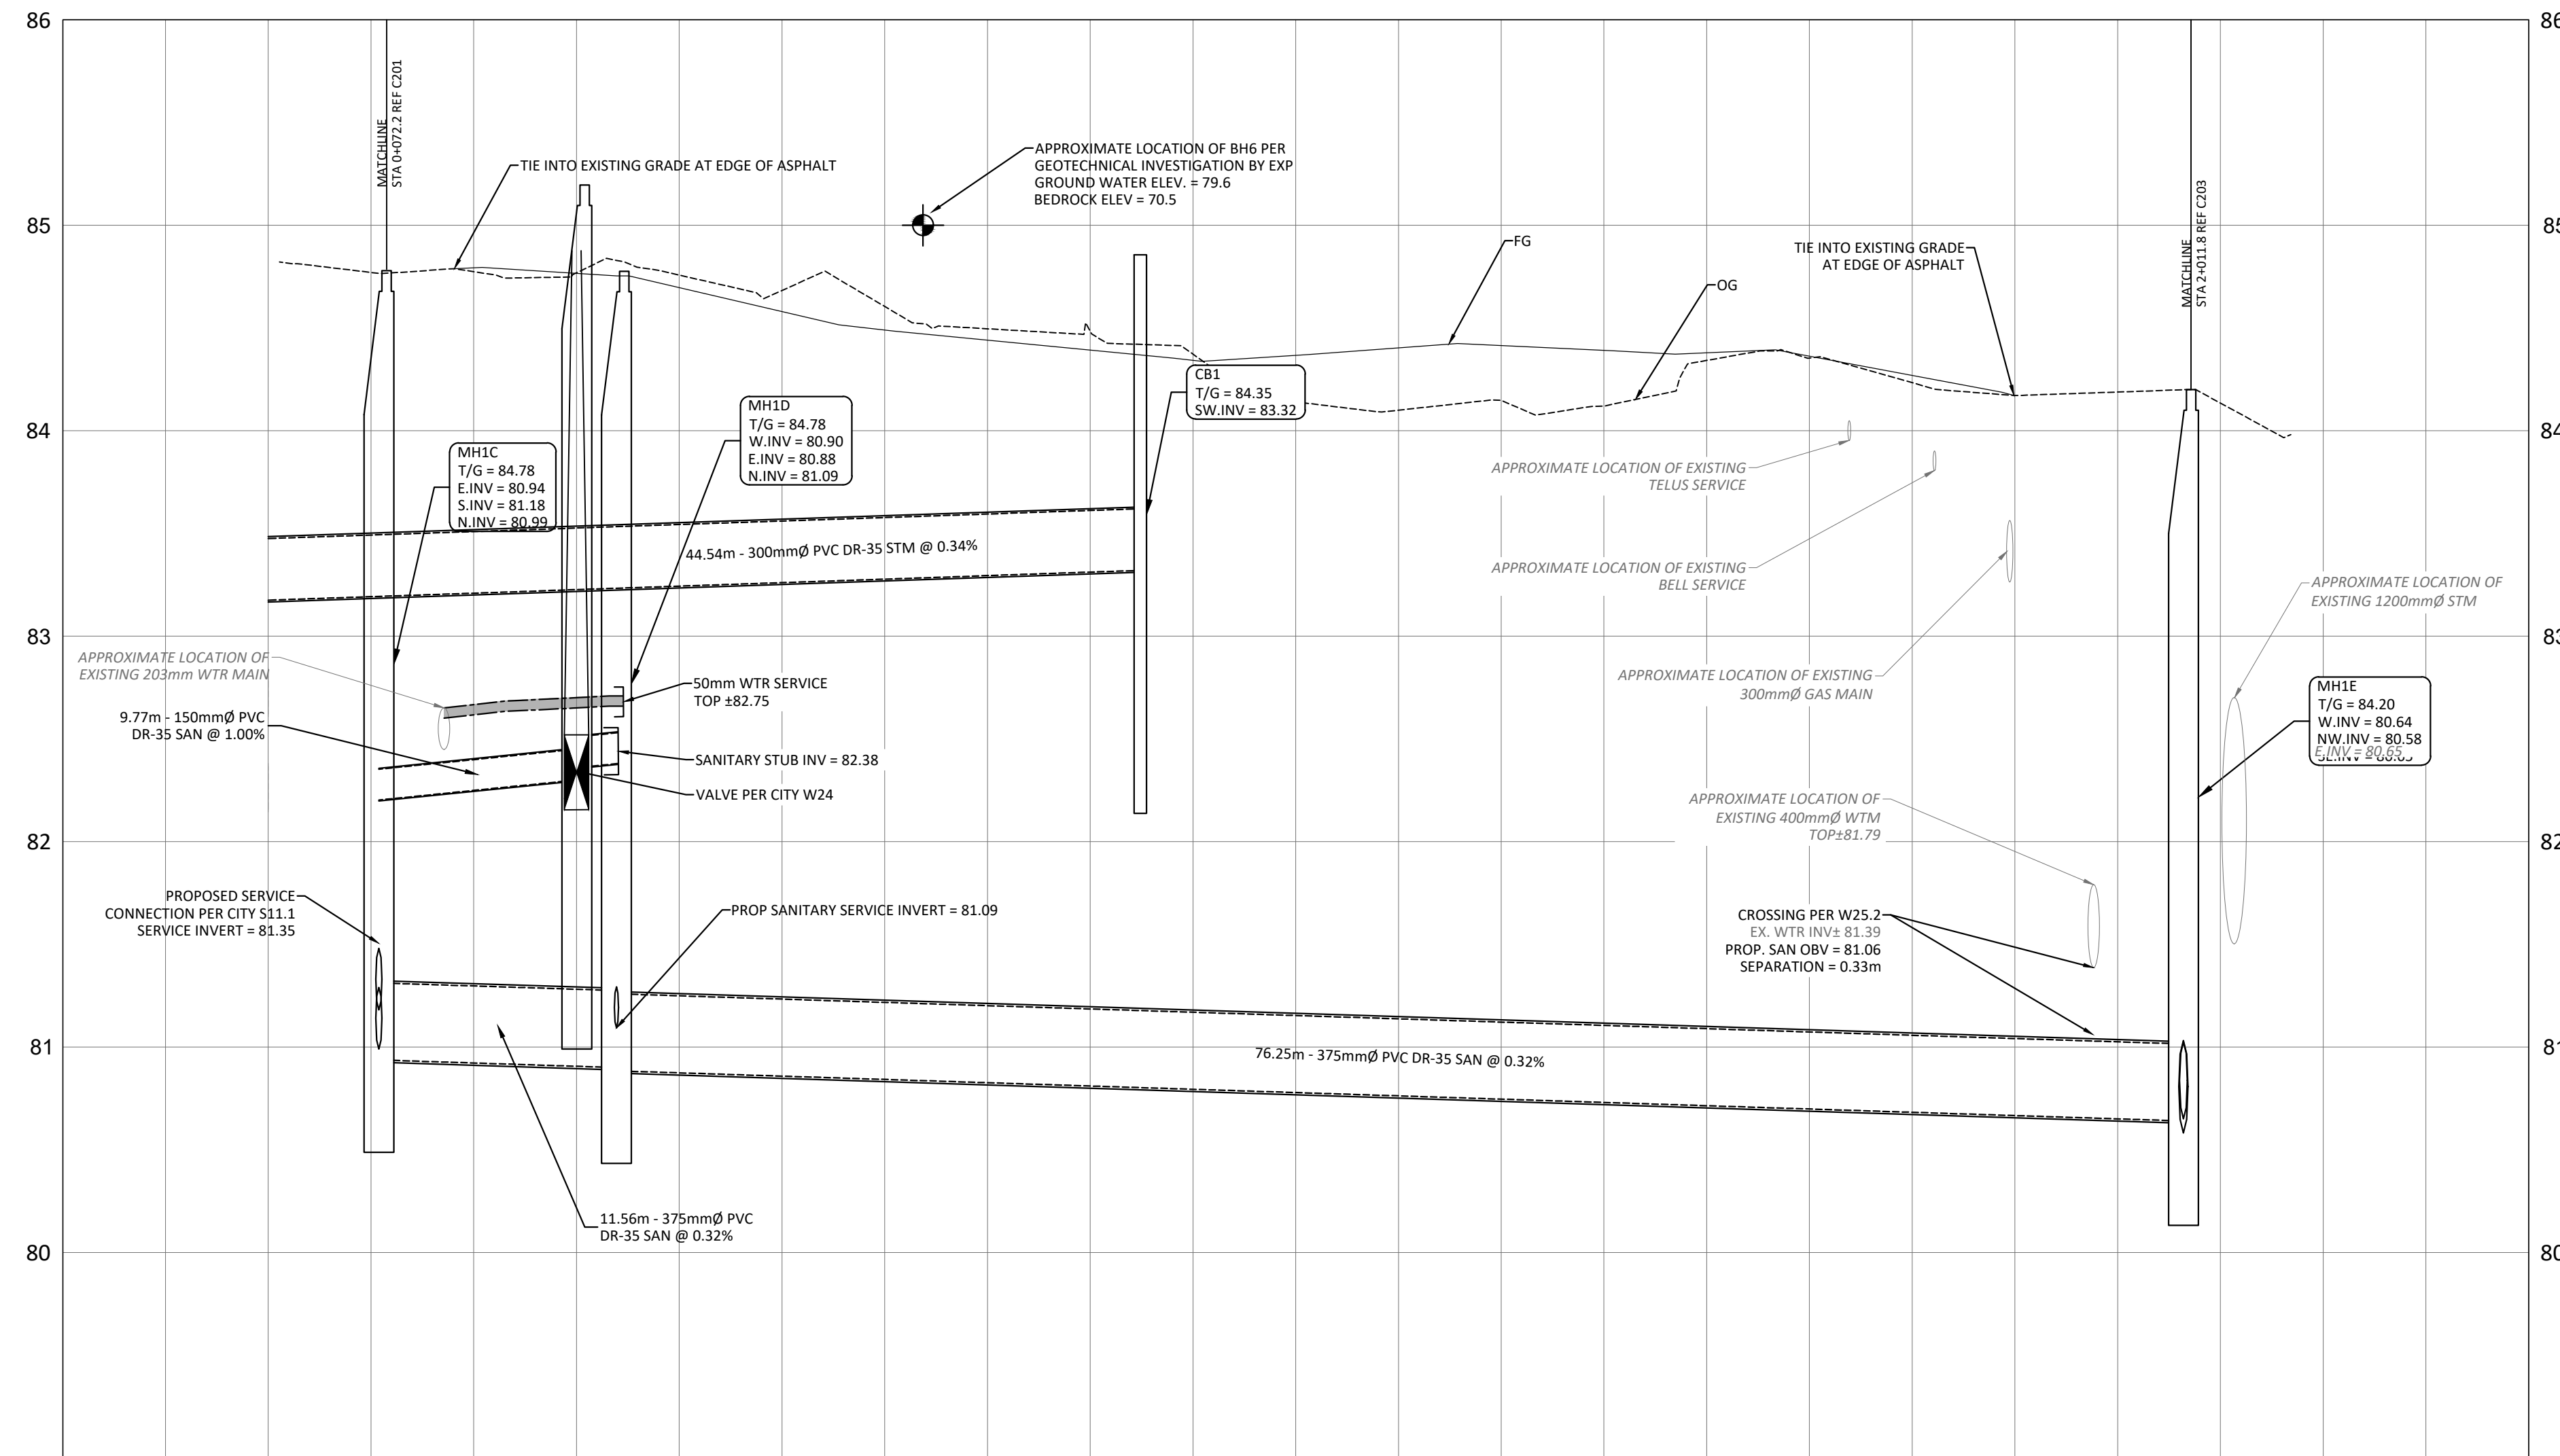 86
86
MATCHLINE
STA 0+072.2 REF C201
TIE INTO EXISTING GRADE AT EDGE OF ASPHALT
APPROXIMATE LOCATION OF BH6 PER
GEOTECHNICAL INVESTIGATION BY EXP
GROUND WATER ELEV. = 79.6
BEDROCK ELEV = 70.5
MATCHLINE
STA 2+011.8 REF C203
85
85
FG
TIE INTO EXISTING GRADE
AT EDGE OF ASPHALT
OG
CB1
T/G = 84.35
SW.INV = 83.32
MH1D
T/G = 84.78
W.INV = 80.90
E.INV = 80.88
N.INV = 81.09
84
84
MH1C
T/G = 84.78
E.INV = 80.94
S.INV = 81.18
N.INV = 80.99
APPROXIMATE LOCATION OF EXISTING
TELUS SERVICE
44.54m - 300mmØ PVC DR-35 STM @ 0.34%
APPROXIMATE LOCATION OF EXISTING
BELL SERVICE
APPROXIMATE LOCATION OF
EXISTING 1200mmØ STM
83
83
APPROXIMATE LOCATION OF
EXISTING 203mm WTR MAIN
50mm WTR SERVICE
TOP ±82.75
APPROXIMATE LOCATION OF EXISTING
300mmØ GAS MAIN
MH1E
T/G = 84.20
W.INV = 80.64
NW.INV = 80.58
E.INV = 80.65
9.77m - 150mmØ PVC
DR-35 SAN @ 1.00%
SANITARY STUB INV = 82.38
VALVE PER CITY W24
APPROXIMATE LOCATION OF
EXISTING 400mmØ WTM
TOP±81.79
82
82
PROPOSED SERVICE
CONNECTION PER CITY S11.1
SERVICE INVERT = 81.35
PROP SANITARY SERVICE INVERT = 81.09
CROSSING PER W25.2
EX. WTR INV± 81.39
PROP. SAN OBV = 81.06
SEPARATION = 0.33m
81
81
76.25m - 375mmØ PVC DR-35 SAN @ 0.32%
11.56m - 375mmØ PVC
DR-35 SAN @ 0.32%
80
80